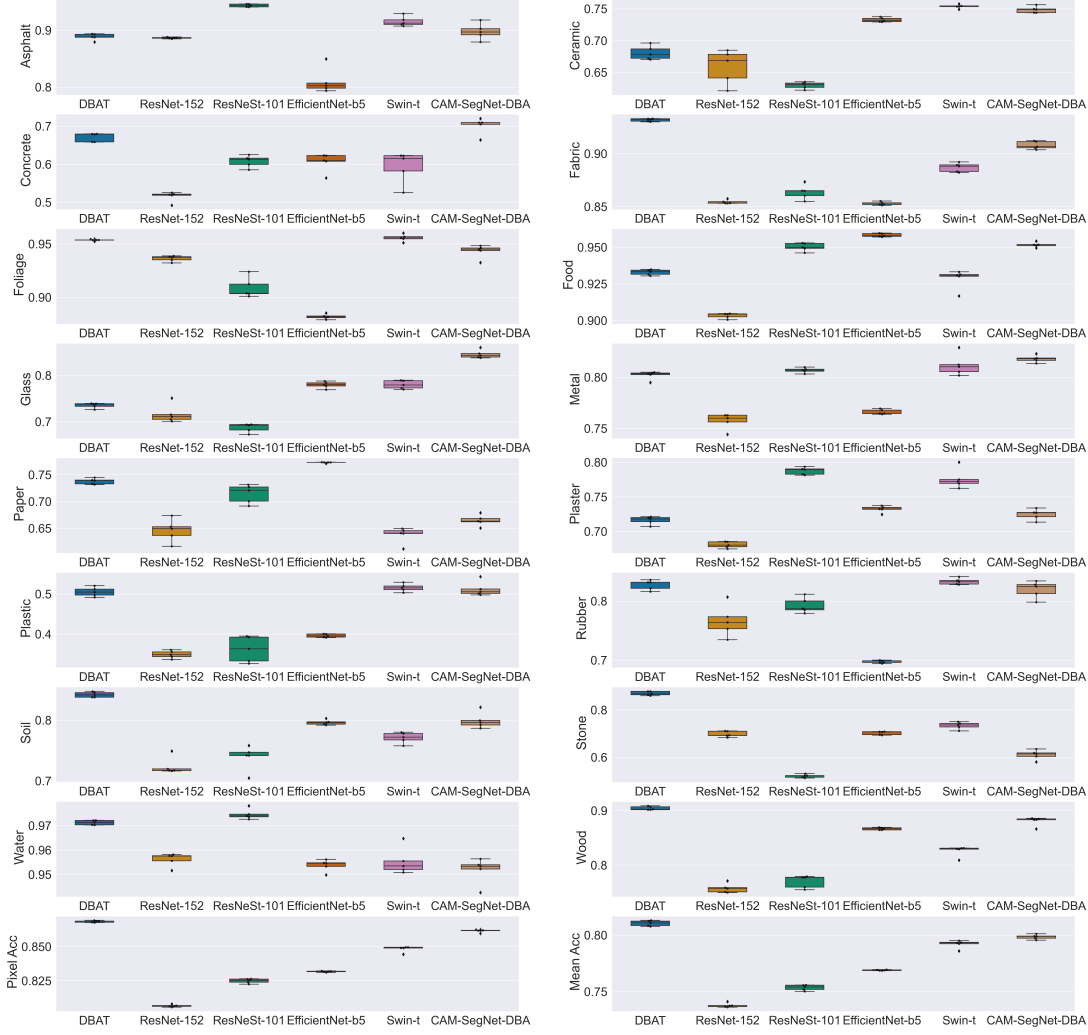 Asphalt
0.9
0.8
DBAT ResNet-152 ResNeSt-101 EfficientNet-b5 Swin-t CAM-SegNet-DBA
Ceramic
0.75
0.70
0.65
DBAT ResNet-152 ResNeSt-101 EfficientNet-b5 Swin-t CAM-SegNet-DBA
Concrete
0.7
0.6
0.5
DBAT ResNet-152 ResNeSt-101 EfficientNet-b5 Swin-t CAM-SegNet-DBA
Fabric
0.90
0.85
DBAT ResNet-152 ResNeSt-101 EfficientNet-b5 Swin-t CAM-SegNet-DBA
Foliage
0.95
0.90
DBAT ResNet-152 ResNeSt-101 EfficientNet-b5 Swin-t CAM-SegNet-DBA
Food
0.950
0.925
0.900
DBAT ResNet-152 ResNeSt-101 EfficientNet-b5 Swin-t CAM-SegNet-DBA
Glass
0.8
0.7
DBAT ResNet-152 ResNeSt-101 EfficientNet-b5 Swin-t CAM-SegNet-DBA
Metal
0.80
0.75
DBAT ResNet-152 ResNeSt-101 EfficientNet-b5 Swin-t CAM-SegNet-DBA
Paper
0.75
0.70
0.65
DBAT ResNet-152 ResNeSt-101 EfficientNet-b5 Swin-t CAM-SegNet-DBA
Plaster
0.80
0.75
0.70
DBAT ResNet-152 ResNeSt-101 EfficientNet-b5 Swin-t CAM-SegNet-DBA
Plastic
0.5
0.4
DBAT ResNet-152 ResNeSt-101 EfficientNet-b5 Swin-t CAM-SegNet-DBA
Rubber
0.8
0.7
DBAT ResNet-152 ResNeSt-101 EfficientNet-b5 Swin-t CAM-SegNet-DBA
Soil
0.8
0.7
DBAT ResNet-152 ResNeSt-101 EfficientNet-b5 Swin-t CAM-SegNet-DBA
Stone
0.8
0.6
DBAT ResNet-152 ResNeSt-101 EfficientNet-b5 Swin-t CAM-SegNet-DBA
Water
0.97
0.96
0.95
DBAT ResNet-152 ResNeSt-101 EfficientNet-b5 Swin-t CAM-SegNet-DBA
Wood
0.9
0.8
DBAT ResNet-152 ResNeSt-101 EfficientNet-b5 Swin-t CAM-SegNet-DBA
Pixel Acc
0.850
0.825
DBAT ResNet-152 ResNeSt-101 EfficientNet-b5 Swin-t CAM-SegNet-DBA
Mean Acc
0.80
0.75
DBAT ResNet-152 ResNeSt-101 EfficientNet-b5 Swin-t CAM-SegNet-DBA